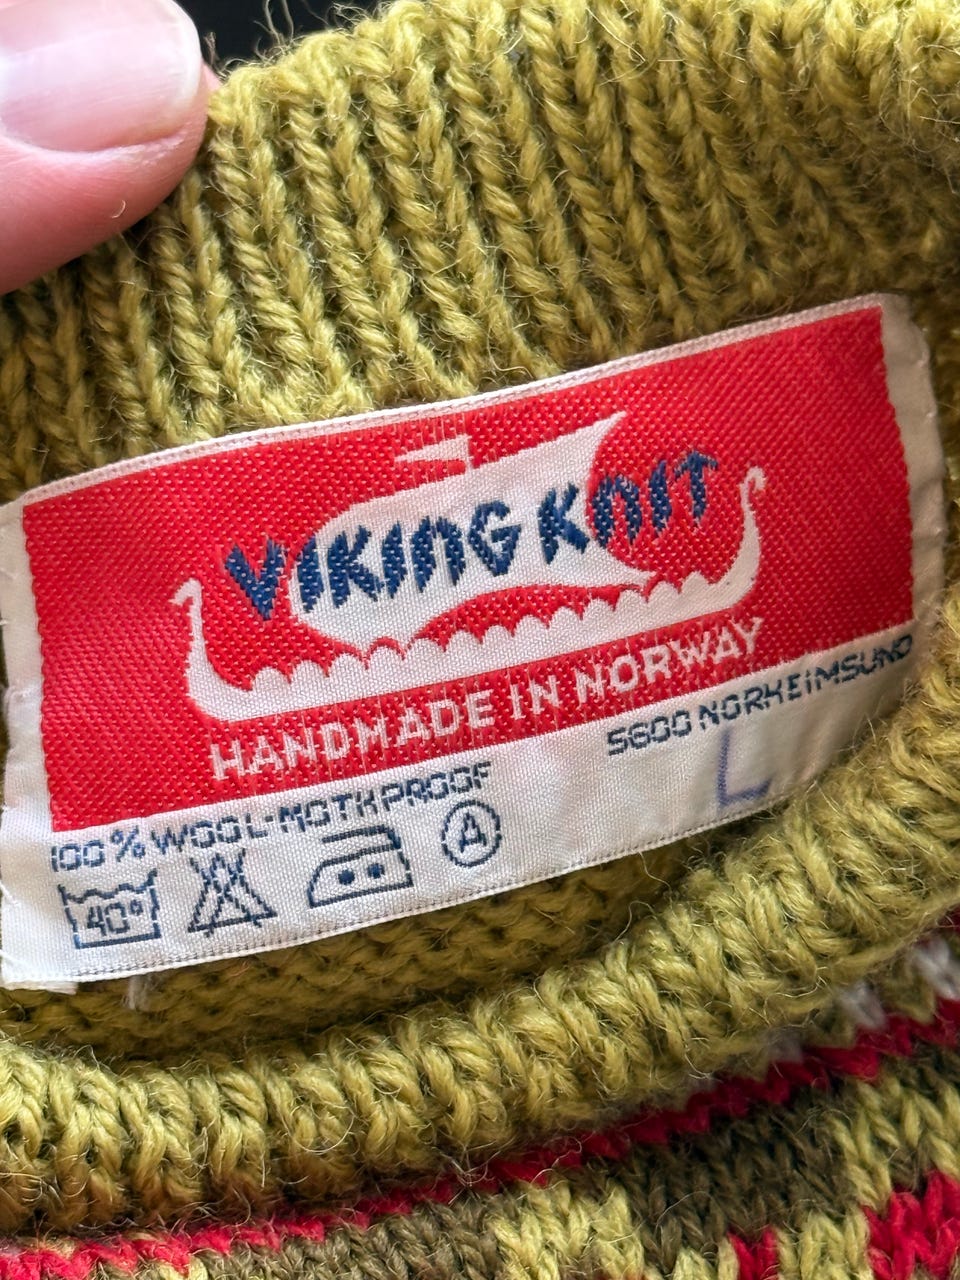 VIKING KNIT
HANDMADE IN NORWAY
5600 NORHEIMSUND
L
100% WOOL-MOTHPROOF
40°
A